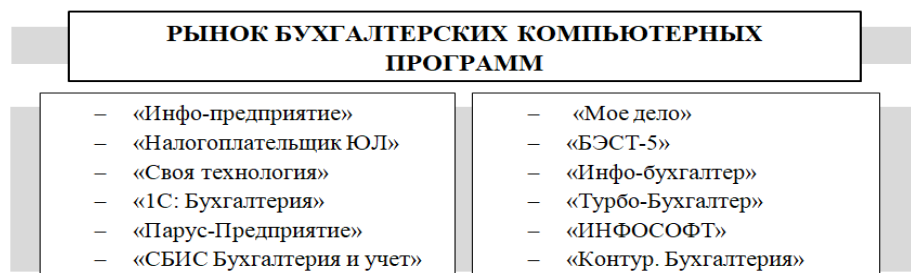 РЫНОК БУХГАЛТЕРСКИХ КОМПЬЮТЕРНЫХ
ПРОГРАММ
– «Инфо-предприятие»
– «Налогоплательщик ЮЛ»
– «Своя технология»
– «1С: Бухгалтерия»
– «Парус-Предприятие»
– «СБИС Бухгалтерия и учет»
– «Мое дело»
– «БЭСТ-5»
– «Инфо-бухгалтер»
– «Турбо-Бухгалтер»
– «ИНФОСОФТ»
– «Контур. Бухгалтерия»